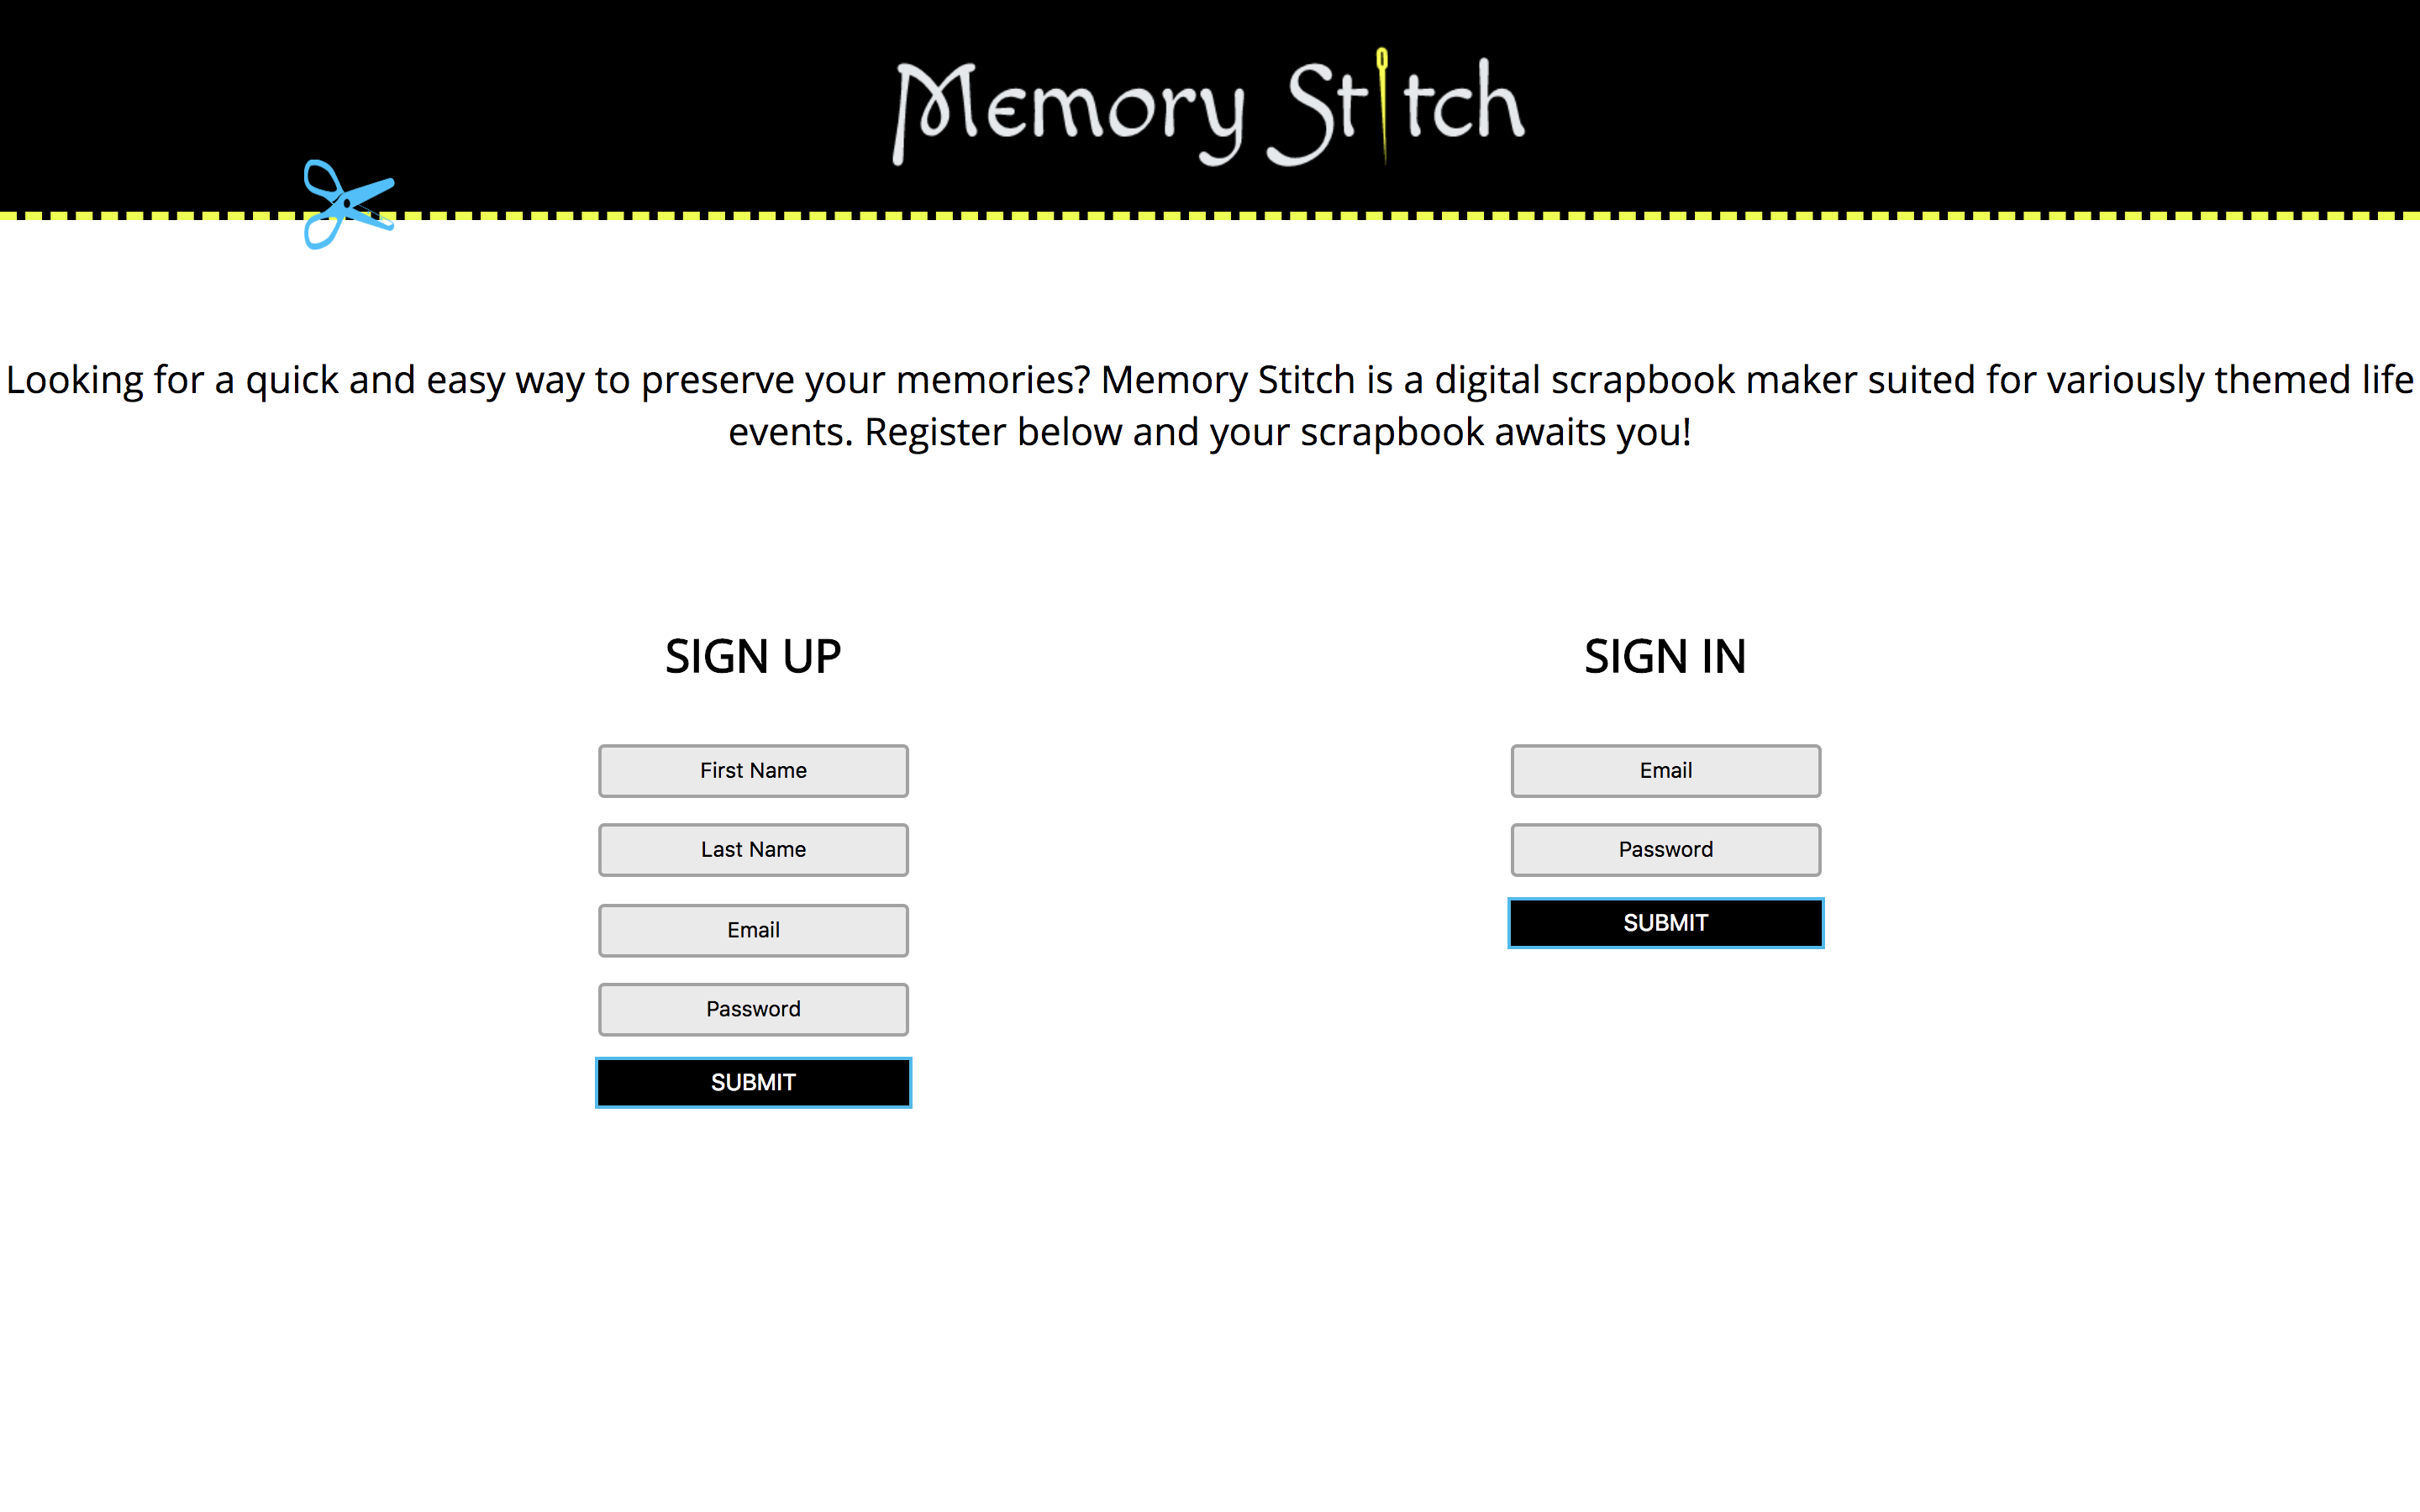 Memory Stitch
Looking for a quick and easy way to preserve your memories? Memory Stitch is a digital scrapbook maker suited for variously themed life
events. Register below and your scrapbook awaits you!
SIGN UP
First Name
Last Name
Email
Password
SUBMIT
SIGN IN
Email
Password
SUBMIT